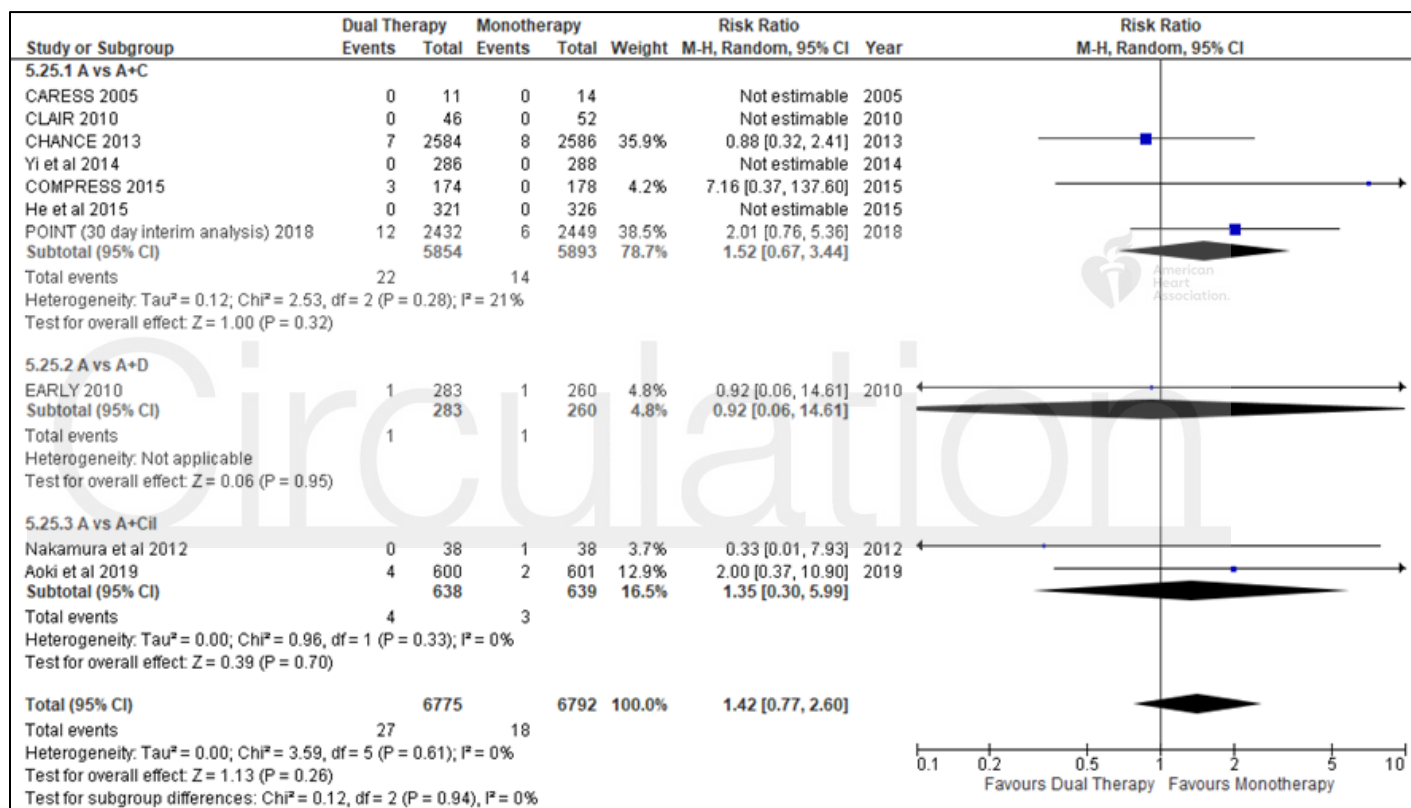 Dual Therapy Monotherapy Risk Ratio Risk Ratio
Study or Subgroup Events Total Events Total Weight M-H, Random, 95% CI Year M-H, Random, 95% CI
5.25.1 A vs A+C
CARESS 2005 0 11 0 14 Not estimable 2005
CLAIR 2010 0 46 0 52 Not estimable 2010
CHANCE 2013 7 2584 8 2586 35.9% 0.88 [0.32, 2.41] 2013
Yi et al 2014 0 286 0 288 Not estimable 2014
COMPRESS 2015 3 174 0 178 4.2% 7.16 [0.37, 137.60] 2015
He et al 2015 0 321 0 326 Not estimable 2015
POINT (30 day interim analysis) 2018 12 2432 6 2449 38.5% 2.01 [0.76, 5.36] 2018
Subtotal (95% CI) 5854 5893 78.7% 1.52 [0.67, 3.44]
Total events 22 14
Heterogeneity: Tau² = 0.12; Chi² = 2.53, df = 2 (P = 0.28); I² = 21%
Test for overall effect: Z = 1.00 (P = 0.32)
American
Heart
Association.
5.25.2 A vs A+D
EARLY 2010 1 283 1 260 4.8% 0.92 [0.06, 14.61] 2010
Subtotal (95% CI) 283 260 4.8% 0.92 [0.06, 14.61]
Total events 1 1
Heterogeneity: Not applicable
Test for overall effect: Z = 0.06 (P = 0.95)
Circulation
5.25.3 A vs A+Cil
Nakamura et al 2012 0 38 1 38 3.7% 0.33 [0.01, 7.93] 2012
Aoki et al 2019 4 600 2 601 12.9% 2.00 [0.37, 10.90] 2019
Subtotal (95% CI) 638 639 16.5% 1.35 [0.30, 5.99]
Total events 4 3
Heterogeneity: Tau² = 0.00; Chi² = 0.96, df = 1 (P = 0.33); I² = 0%
Test for overall effect: Z = 0.39 (P = 0.70)
Total (95% CI) 6775 6792 100.0% 1.42 [0.77, 2.60]
Total events 27 18
Heterogeneity: Tau² = 0.00; Chi² = 3.59, df = 5 (P = 0.61); I² = 0%
Test for overall effect: Z = 1.13 (P = 0.26)
Test for subgroup differences: Chi² = 0.12, df = 2 (P = 0.94), I² = 0%
0.1 0.2 0.5 1 2 5 10
Favours Dual Therapy Favours Monotherapy